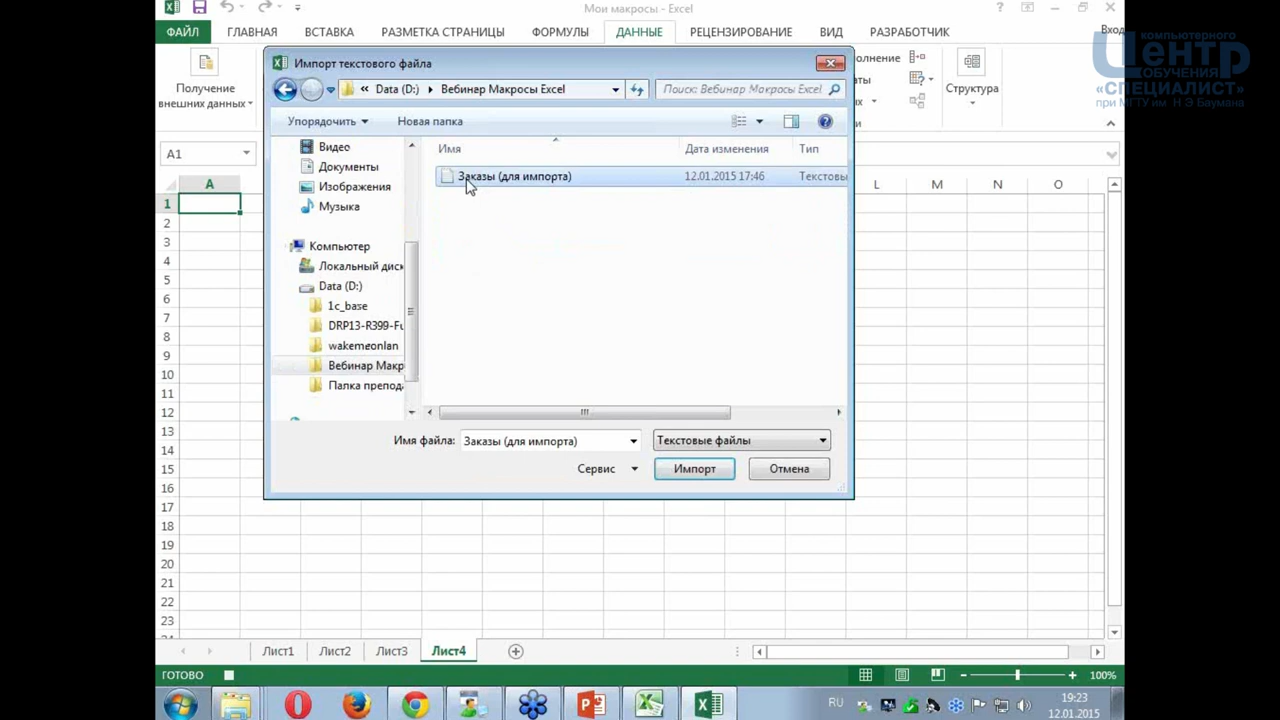 Мои макросы - Excel
ФАЙЛ ГЛАВНАЯ ВСТАВКА РАЗМЕТКА СТРАНИЦЫ ФОРМУЛЫ ДАННЫЕ РЕЦЕНЗИРОВАНИЕ ВИД РАЗРАБОТЧИК Вход
компьютерного
Центр
ОБУЧЕНИЯ
«СПЕЦИАЛИСТ»
при МГТУ им. Н.Э.Баумана
Получение
внешних данных
Структура
Импорт текстового файла
« Data (D:) Вебинар Макросы Excel
Поиск: Вебинар Макросы Excel
Упорядочить Новая папка
Имя Дата изменения Тип
Заказы (для импорта) 12.01.2015 17:46 Текстовы
Видео
Документы
Изображения
Музыка
Компьютер
Локальный диск
Data (D:)
1c_base
DRP13-R399-Fu
wakemeonlan
Вебинар Макр
Папка препод
Имя файла: Заказы (для импорта) Текстовые файлы
Сервис Импорт Отмена
A1
A L M N O
1
2
3
4
5
6
7
8
9
10
11
12
13
14
15
16
17
18
19
20
21
22
23
Лист1 Лист2 Лист3 Лист4
ГОТОВО 100%
RU 19:23
12.01.2015